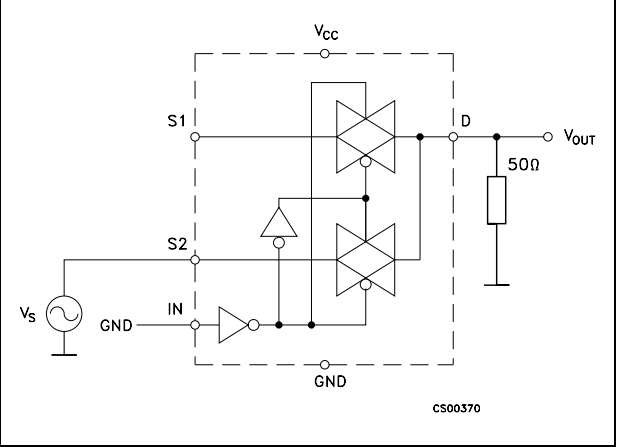 VCC
S1
D
VOUT
50Ω
S2
VS
IN
GND
GND
CS00370